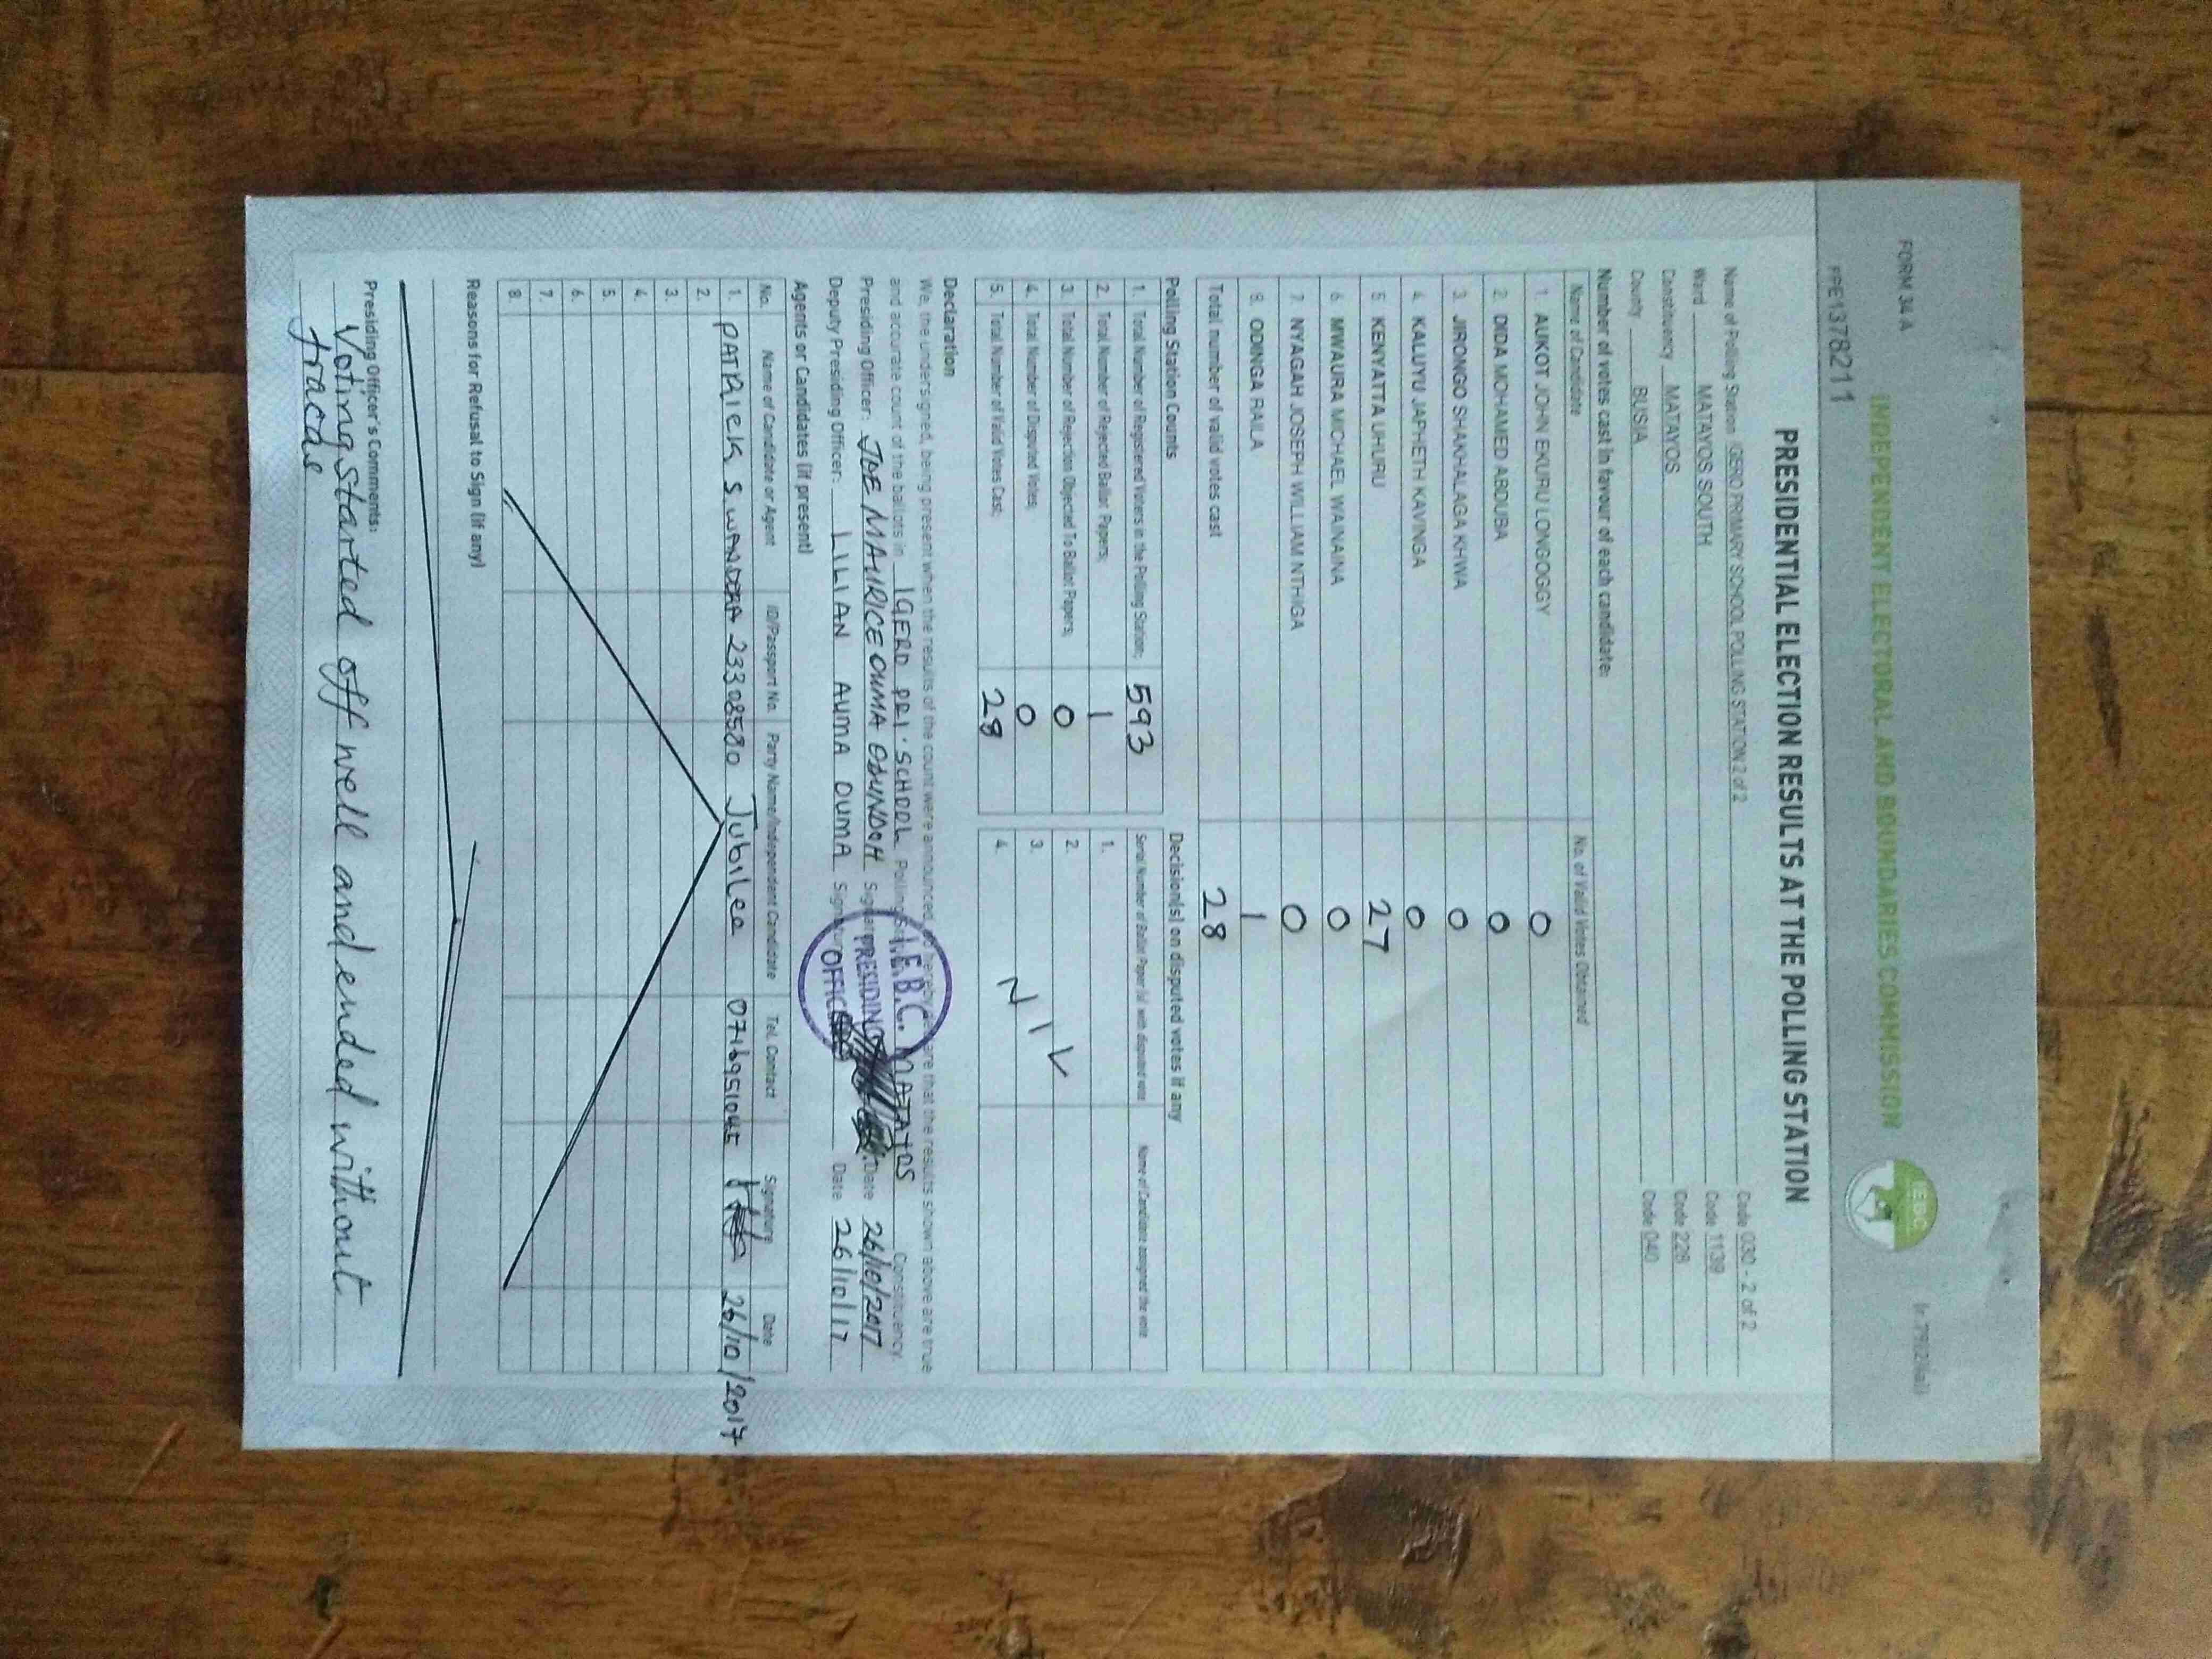 FORM 34 A
INDEPENDENT ELECTORAL AND BOUNDARIES COMMISSION
IEBC
PPE1378211
PRESIDENTIAL ELECTION RESULTS AT THE POLLING STATION
Name of Polling Station IGERO PRIMARY SCHOOL POLLING STATION 2 of 2 Code 030 - 2 of 2
Ward MATAYOS SOUTH Code 1139
Constituency MATAYOS Code 228
County BUSIA Code 040
Number of votes cast in favour of each candidate:
Name of Candidate No. of Valid Votes Obtained
1. AUKOT JOHN EKURU LONGOGGY 0
2. DIDA MOHAMED ABDUBA 0
3. JIRONGO SHAKHALAGA KHWA 0
4. KALUYU JAPHETH KAVINGA 0
5. KENYATTA UHURU 27
6. MWAURA MICHAEL WAINAINA 0
7. NYAGAH JOSEPH WILLIAM NTHIGA 0
8. ODINGA RAILA 1
Total number of valid votes cast 28
Polling Station Counts
1. Total Number of Registered Voters in the Polling Station; 593
2. Total Number of Rejected Ballot Papers; 1
3. Total Number of Rejection Objected To Ballot Papers; 0
4. Total Number of Disputed Votes; 0
5. Total Number of Valid Votes Cast; 28
Decision(s) on disputed votes if any
Serial Number of Ballot Paper (s) with disputed vote Name of Candidate assigned the vote
1.
2.
3.
4.
Declaration
We, the undersigned, being present when the results of the count were announced, do hereby declare that the results shown above are true
and accurate count of the ballots in IGERO PRI. SCHOOL Polling MATAYOS Constituency
Presiding Officer: JOE MAURICE OUMA ODUNDOH Date 26/10/2017
Deputy Presiding Officer: LILIAN AUMA OUMA Date 26/10/17
I.E.B.C.
PRESIDING
Agents or Candidates (if present)
No. Name of Candidate or Agent ID/Passport No. Party Name/Independent Candidate Tel. Contact Signature Date
1. PATRICK S. WANDERA 23308580 Jubilee 0716951045 26/10/2017
2.
3.
4.
5.
6.
7.
8.
Reasons for Refusal to Sign (if any)
Presiding Officer's Comments:
Voting started off well and ended without
fracas